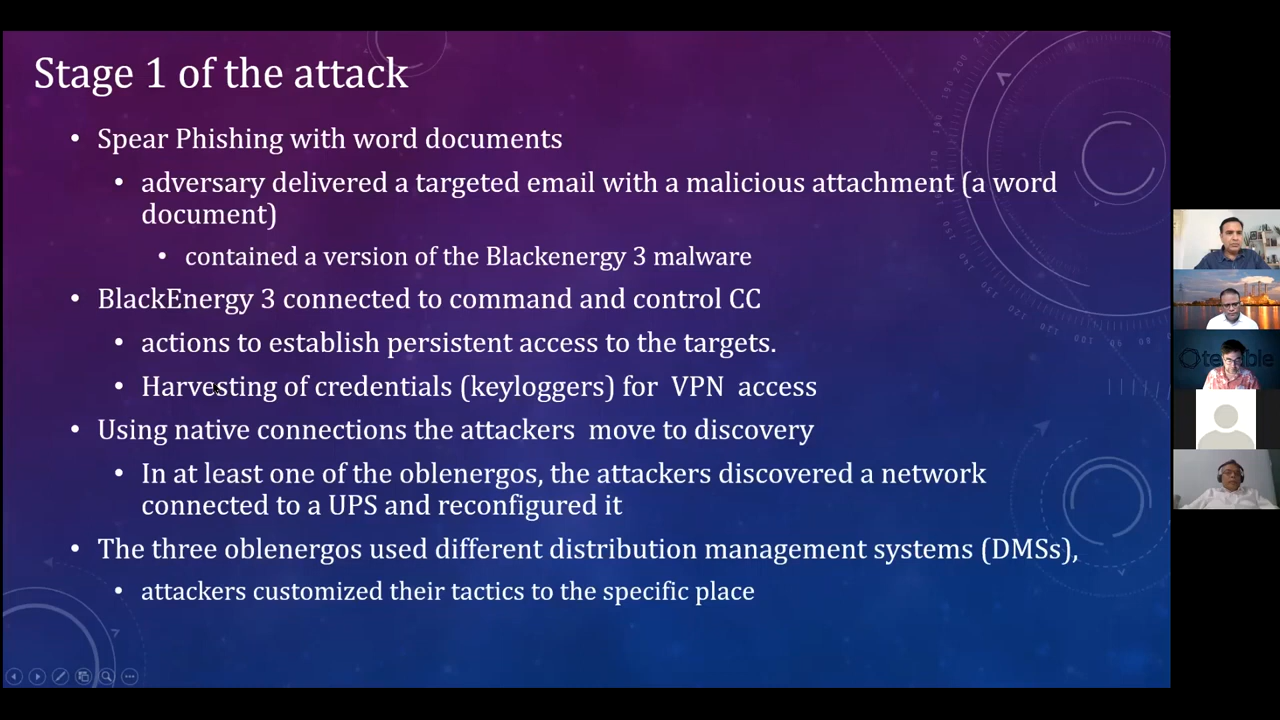 Stage 1 of the attack
• Spear Phishing with word documents
• adversary delivered a targeted email with a malicious attachment (a word
document)
• contained a version of the Blackenergy 3 malware
• BlackEnergy 3 connected to command and control CC
• actions to establish persistent access to the targets.
• Harvesting of credentials (keyloggers) for VPN access
• Using native connections the attackers move to discovery
• In at least one of the oblenergos, the attackers discovered a network
connected to a UPS and reconfigured it
• The three oblenergos used different distribution management systems (DMSs),
• attackers customized their tactics to the specific place